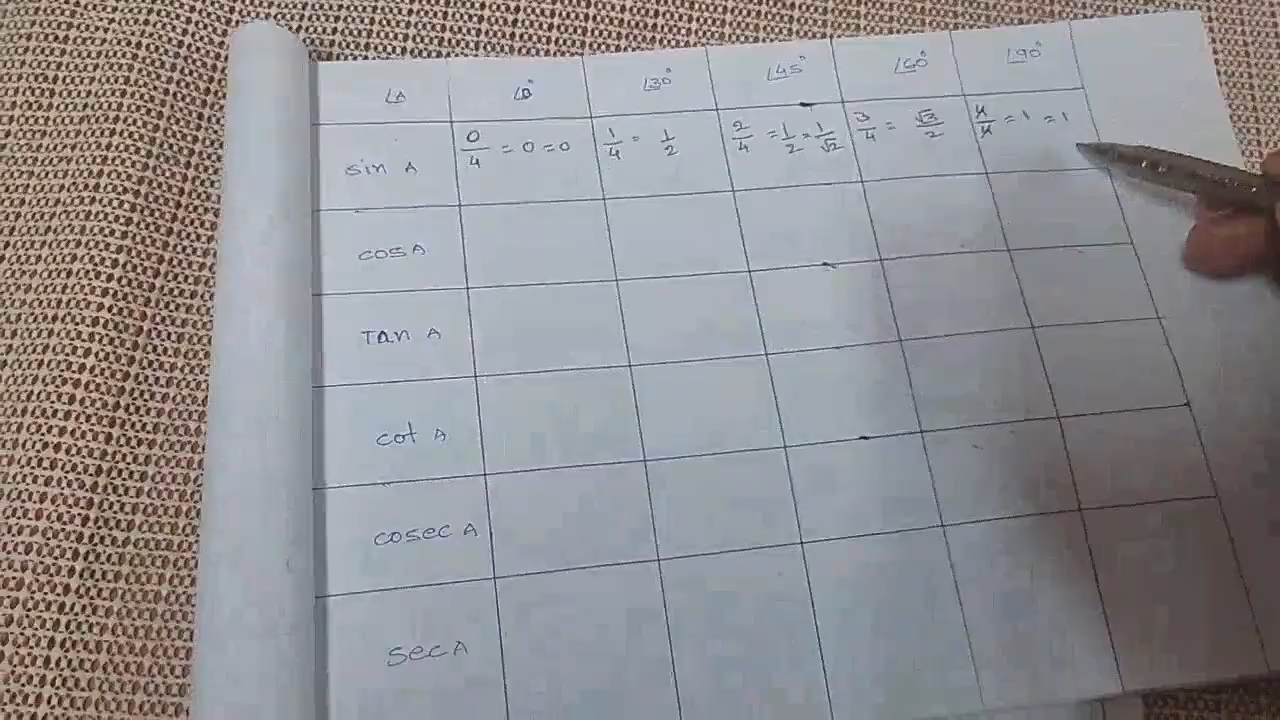 ∠A ∠0° ∠30° ∠45° ∠60° ∠90°
sin A 0/4 = 0 = 0 1/4 = 1/2 2/4 = 1/2 = 1/√2 3/4 = √3/2 4/4 = 1 = 1
cos A
Tan A
cot A
cosec A
sec A